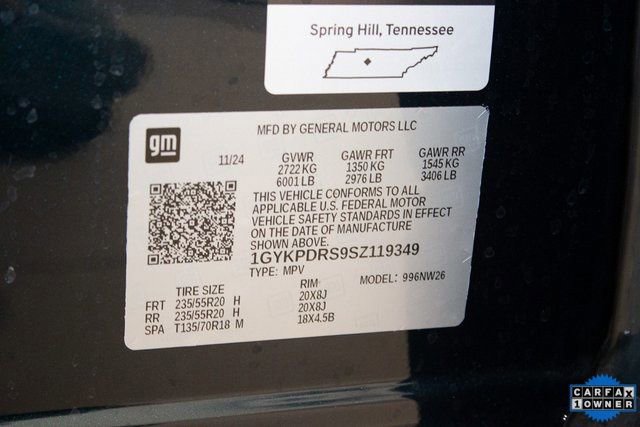 Spring Hill, Tennessee
gm
MFD BY GENERAL MOTORS LLC
11/24 GVWR GAWR FRT GAWR RR
2722 KG 1350 KG 1545 KG
6001 LB 2976 LB 3406 LB
THIS VEHICLE CONFORMS TO ALL
APPLICABLE U.S. FEDERAL MOTOR
VEHICLE SAFETY STANDARDS IN EFFECT
ON THE DATE OF MANUFACTURE
SHOWN ABOVE.
1GYKPDRS9SZ119349
TYPE: MPV MODEL: 996NW26
TIRE SIZE RIM
FRT 235/55R20 H 20X8J
RR 235/55R20 H 20X8J
SPA T135/70R18 M 18X4.5B
CARFAX
1 OWNER